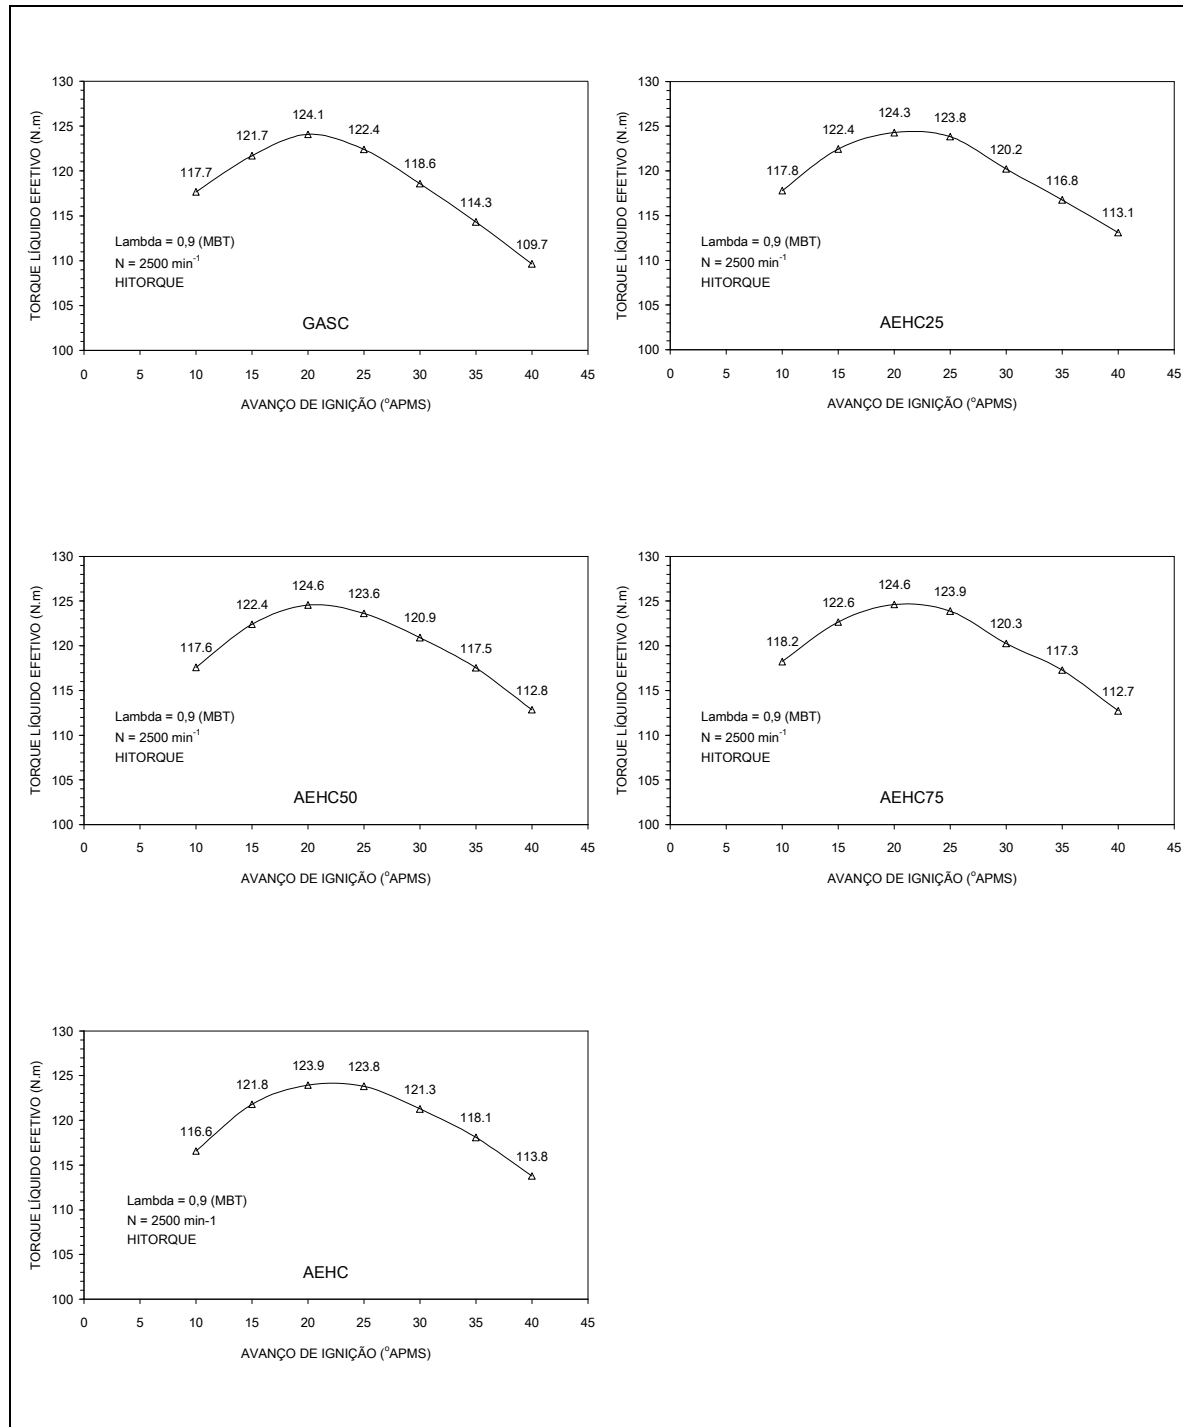 TORQUE LÍQUIDO EFETIVO (N.m)
130
125
120
115
110
105
100
117.7
121.7
124.1
122.4
118.6
114.3
109.7
Lambda = 0,9 (MBT)
N = 2500 min⁻¹
HITORQUE
GASC
0 5 10 15 20 25 30 35 40 45
AVANÇO DE IGNIÇÃO (°APMS)
TORQUE LÍQUIDO EFETIVO (N.m)
130
125
120
115
110
105
100
117.8
122.4
124.3
123.8
120.2
116.8
113.1
Lambda = 0,9 (MBT)
N = 2500 min⁻¹
HITORQUE
AEHC25
0 5 10 15 20 25 30 35 40 45
AVANÇO DE IGNIÇÃO (°APMS)
TORQUE LÍQUIDO EFETIVO (N.m)
130
125
120
115
110
105
100
117.6
122.4
124.6
123.6
120.9
117.5
112.8
Lambda = 0,9 (MBT)
N = 2500 min⁻¹
HITORQUE
AEHC50
0 5 10 15 20 25 30 35 40 45
AVANÇO DE IGNIÇÃO (°APMS)
TORQUE LÍQUIDO EFETIVO (N.m)
130
125
120
115
110
105
100
118.2
122.6
124.6
123.9
120.3
117.3
112.7
Lambda = 0,9 (MBT)
N = 2500 min⁻¹
HITORQUE
AEHC75
0 5 10 15 20 25 30 35 40 45
AVANÇO DE IGNIÇÃO (°APMS)
TORQUE LÍQUIDO EFETIVO (N.m)
130
125
120
115
110
105
100
116.6
121.8
123.9
123.8
121.3
118.1
113.8
Lambda = 0,9 (MBT)
N = 2500 min-1
HITORQUE
AEHC
0 5 10 15 20 25 30 35 40 45
AVANÇO DE IGNIÇÃO (°APMS)